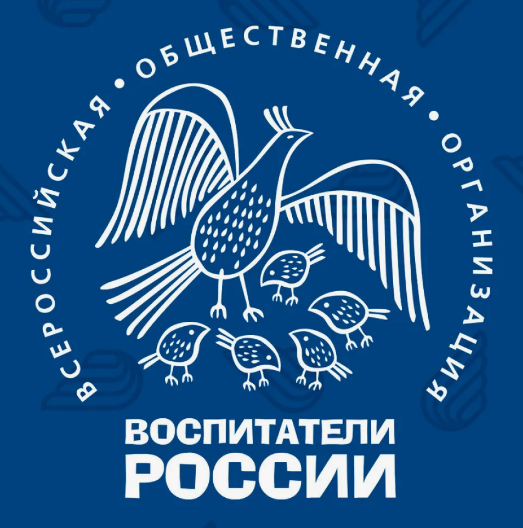 ВСЕРОССИЙСКАЯ • ОБЩЕСТВЕННАЯ • ОРГАНИЗАЦИЯ
ВОСПИТАТЕЛИ
РОССИИ